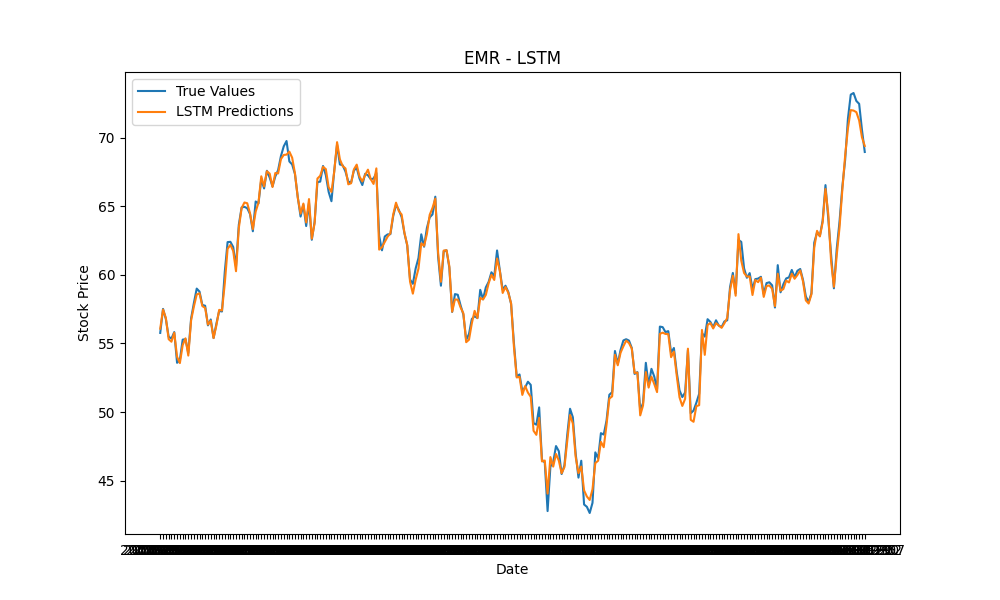 EMR - LSTM
True Values
LSTM Predictions
70
65
60
55
50
45
Stock Price
Date